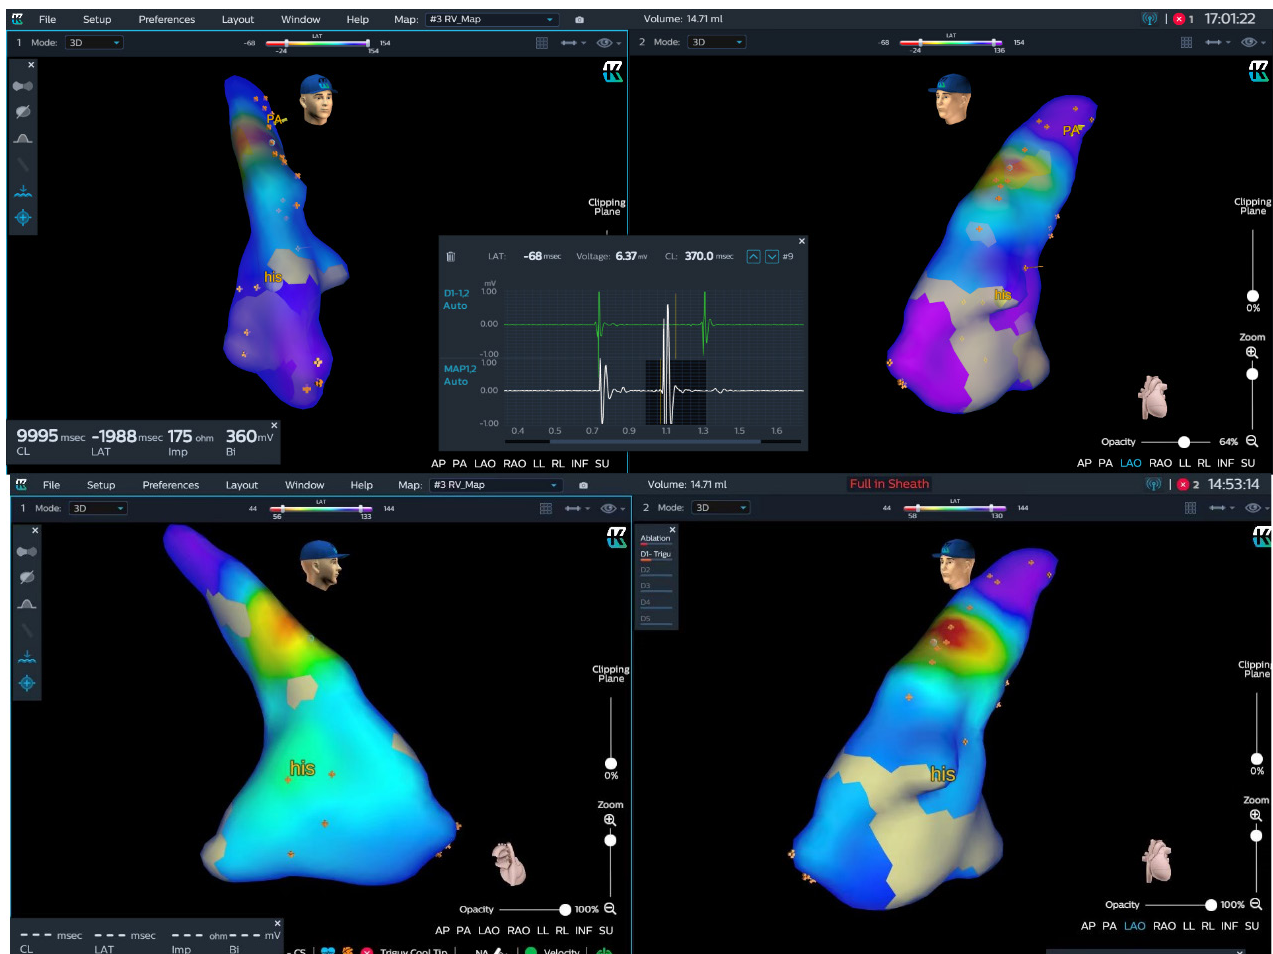 File Setup Preferences Layout Window Help Map: #3 RV_Map Volume: 14.71 ml 1 17:01:22
1 Mode: 3D -68 LAT 154
-24 154
2 Mode: 3D -68 LAT 154
-24 136
PA
PA
Clipping
Plane
Clipping
Plane
0%
his
his
LAT: -68 msec Voltage: 6.37 mV CL: 370.0 msec #9
mV
D1-1,2
Auto
1.00
0.00
-1.00
MAP1,2
Auto
1.00
0.00
-1.00
0.4 0.5 0.7 0.9 1.1 1.3 1.4 1.6
Zoom
9995 msec -1988 msec 175 ohm 360 mV
CL LAT Imp Bi
Opacity 64%
AP PA LAO RAO LL RL INF SU
AP PA LAO RAO LL RL INF SU
File Setup Preferences Layout Window Help Map: #3 RV_Map Volume: 14.71 ml Full in Sheath 2 14:53:14
1 Mode: 3D 44 LAT 144
56 133
2 Mode: 3D 44 LAT 144
58 130
Ablation
D1- Trigu
D2
D3
D4
D5
Clipping
Plane
Clipping
Plane
0%
0%
his
his
Zoom
Zoom
Opacity 100%
Opacity 100%
AP PA LAO RAO LL RL INF SU
AP PA LAO RAO LL RL INF SU
--- msec --- msec --- ohm --- mV
CL LAT Imp Bi
- CS Triguy Cool Tip NA Velocity